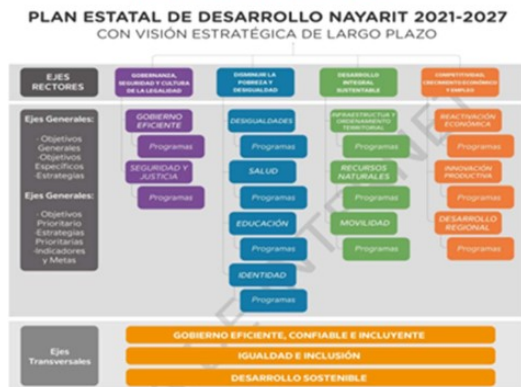 PLAN ESTATAL DE DESARROLLO NAYARIT 2021-2027
CON VISIÓN ESTRATÉGICA DE LARGO PLAZO
EJES
RECTORES
GOBERNANZA,
SEGURIDAD Y CULTURA
DE LA LEGALIDAD
DISMINUIR LA
POBREZA Y
DESIGUALDAD
DESARROLLO
INTEGRAL
SUSTENTABLE
COMPETITIVIDAD,
CRECIMIENTO ECONÓMICO
Y EMPLEO
Ejes Generales:
· Objetivos
Generales
· Objetivos
Específicos
· Estrategias
Ejes Generales:
· Objetivos
Prioritario
· Estrategias
Prioritarias
· Indicadores
y Metas
GOBIERNO
EFICIENTE
Programas
SEGURIDAD Y
JUSTICIA
Programas
DESIGUALDADES
Programas
SALUD
Programas
EDUCACIÓN
Programas
IDENTIDAD
Programas
INFRAESTRUCTUA Y
ORDENAMIENTO
TERRITORIAL
Programas
RECURSOS
NATURALES
Programas
MOVILIDAD
Programas
REACTIVACIÓN
ECONÓMICA
Programas
INNOVACIÓN
PRODUCTIVA
Programas
DESARROLLO
REGIONAL
Programas
Ejes
Transversales
GOBIERNO EFICIENTE, CONFIABLE E INCLUYENTE
IGUALDAD E INCLUSIÓN
DESARROLLO SOSTENIBLE